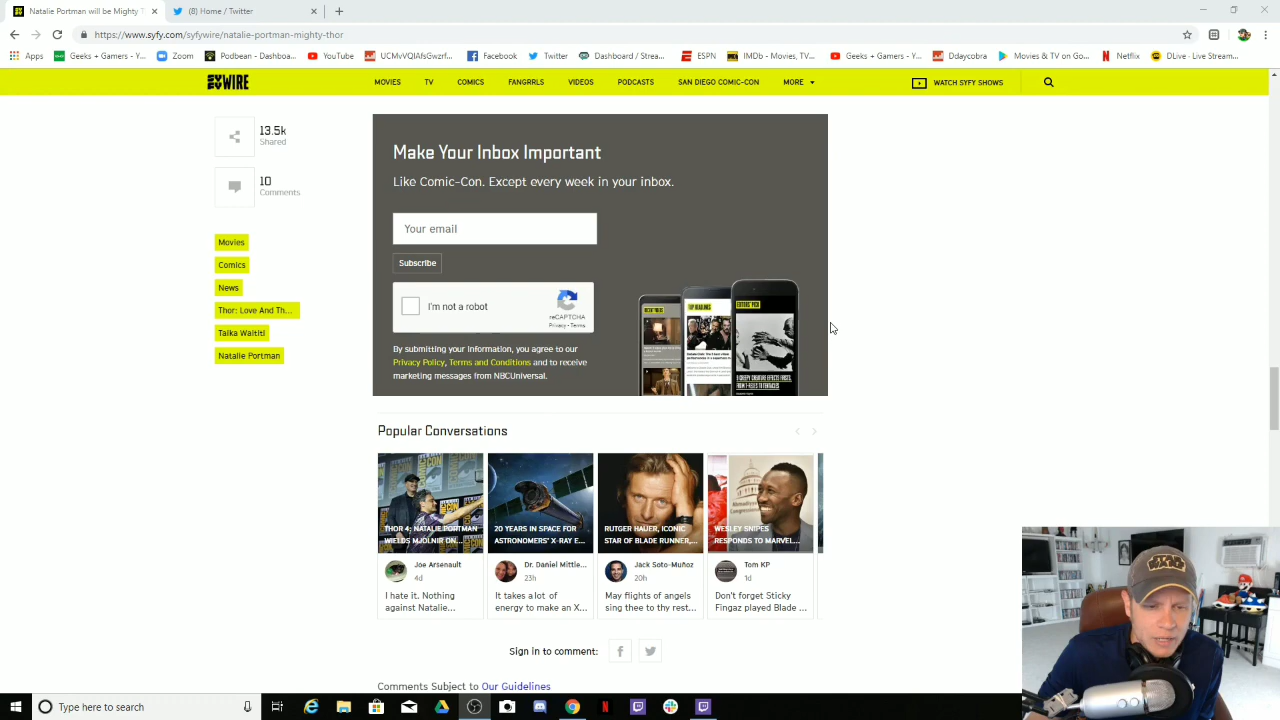 Natalie Portman will be Mighty T
(8) Home / Twitter
https://www.syfy.com/syfywire/natalie-portman-mighty-thor
Apps
Geeks + Gamers - Y...
Zoom
Podbean - Dashboar...
YouTube
UCMvVQIAfsGwzrf...
Facebook
Twitter
Dashboard / Strea...
ESPN
IMDb - Movies, TV...
Geeks + Gamers - Y...
Ddaycobra
Movies & TV on Go...
Netflix
DLive · Live Stream...
SYFY WIRE
MOVIES
TV
COMICS
FANGRRLS
VIDEOS
PODCASTS
SAN DIEGO COMIC-CON
MORE
WATCH SYFY SHOWS
13.5k
Shared
10
Comments
Movies
Comics
News
Thor: Love And Th...
Taika Waititi
Natalie Portman
Make Your Inbox Important
Like Comic-Con. Except every week in your inbox.
Your email
Subscribe
I'm not a robot
reCAPTCHA
Privacy • Terms
By submitting your information, you agree to our
Privacy Policy, Terms and Conditions and to receive
marketing messages from NBCUniversal.
TOP HEADLINES
EDITORS' PICK
Popular Conversations
THOR 4: NATALIE PORTMAN
WIELDS MJOLNIR ON...
Joe Arsenault
4d
I hate it. Nothing
against Natalie...
20 YEARS IN SPACE FOR
ASTRONOMERS' X-RAY E...
Dr. Daniel Mittle...
23h
It takes a lot of
energy to make an X...
RUTGER HAUER, ICONIC
STAR OF BLADE RUNNER,...
Jack Soto-Muñoz
20h
May flights of angels
sing thee to thy rest...
WESLEY SNIPES
RESPONDS TO MARVEL...
Tom KP
1d
Don't forget Sticky
Fingaz played Blade ...
Sign in to comment:
Comments Subject to Our Guidelines
Type here to search